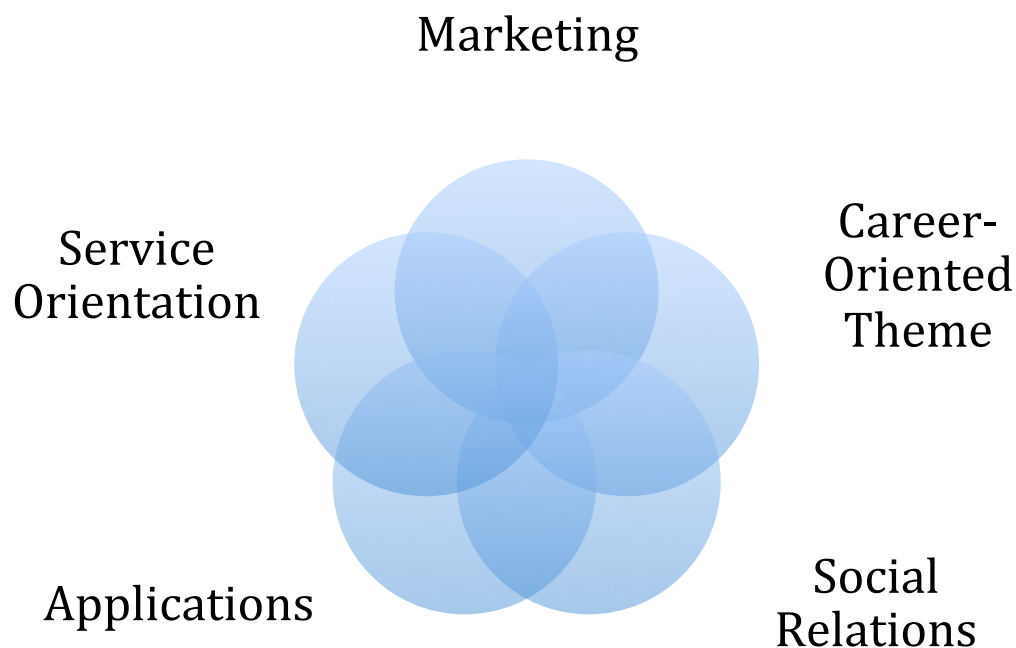 Marketing
Career-
Oriented
Theme
Social
Relations
Applications
Service
Orientation